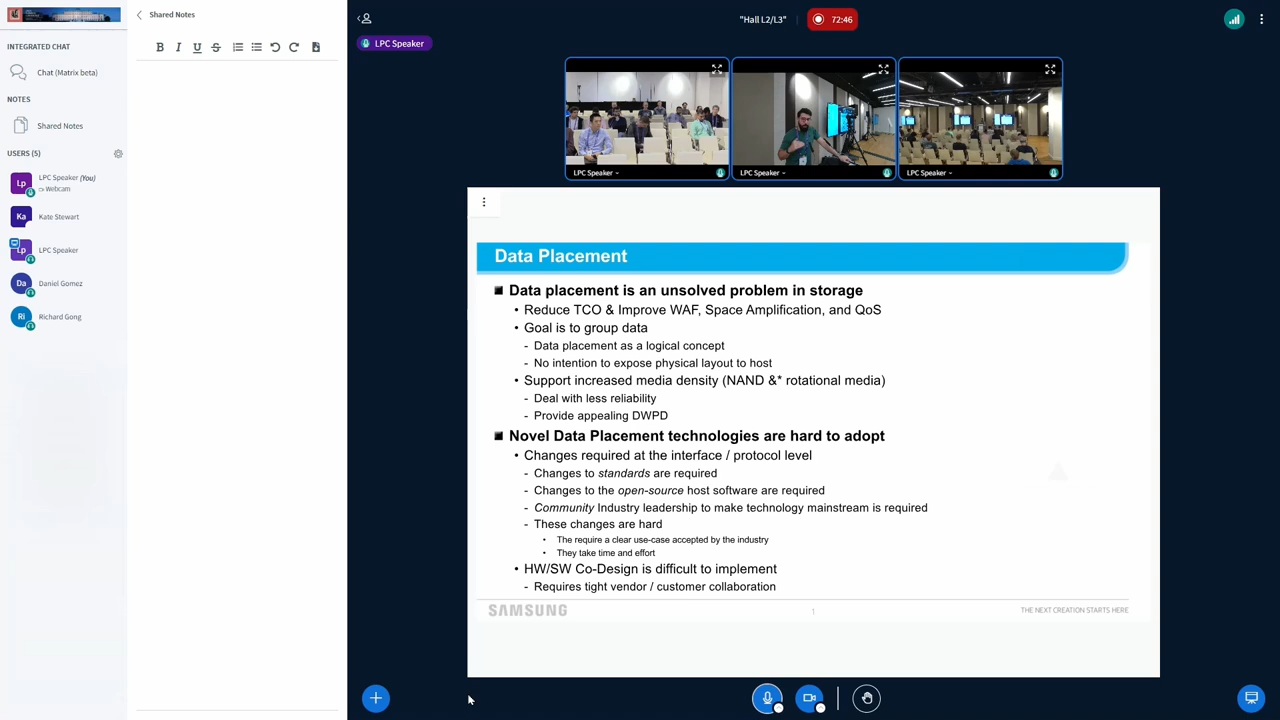 Shared Notes
INTEGRATED CHAT
Chat (Matrix beta)
NOTES
Shared Notes
USERS (5)
Lp
LPC Speaker (You)
Webcam
Ka
Kate Stewart
Lp
LPC Speaker
Da
Daniel Gomez
Ri
Richard Gong
B I U S
"Hall L2/L3"
72:46
LPC Speaker
LPC Speaker
LPC Speaker
LPC Speaker
Data Placement
■ Data placement is an unsolved problem in storage
• Reduce TCO & Improve WAF, Space Amplification, and QoS
• Goal is to group data
- Data placement as a logical concept
- No intention to expose physical layout to host
• Support increased media density (NAND &* rotational media)
- Deal with less reliability
- Provide appealing DWPD
■ Novel Data Placement technologies are hard to adopt
• Changes required at the interface / protocol level
- Changes to standards are required
- Changes to the open-source host software are required
- Community Industry leadership to make technology mainstream is required
- These changes are hard
• The require a clear use-case accepted by the industry
• They take time and effort
• HW/SW Co-Design is difficult to implement
- Requires tight vendor / customer collaboration
SAMSUNG
1
THE NEXT CREATION STARTS HERE